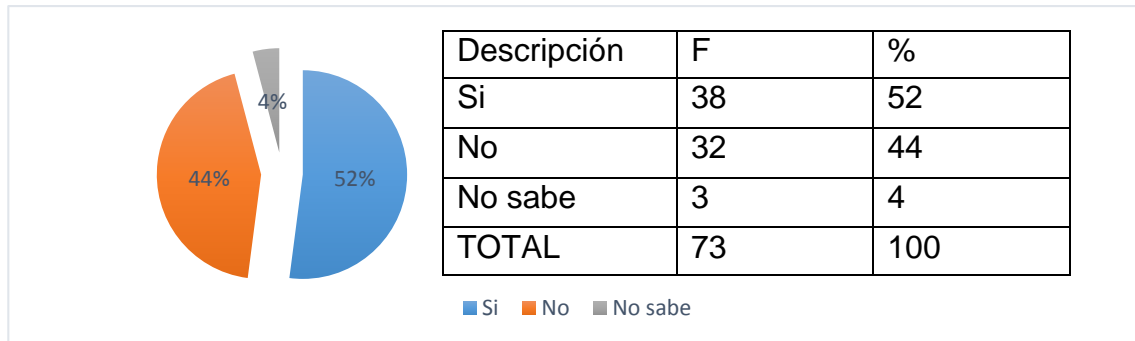 4%
44%
52%
Descripción F %
Si 38 52
No 32 44
No sabe 3 4
TOTAL 73 100
Si No No sabe